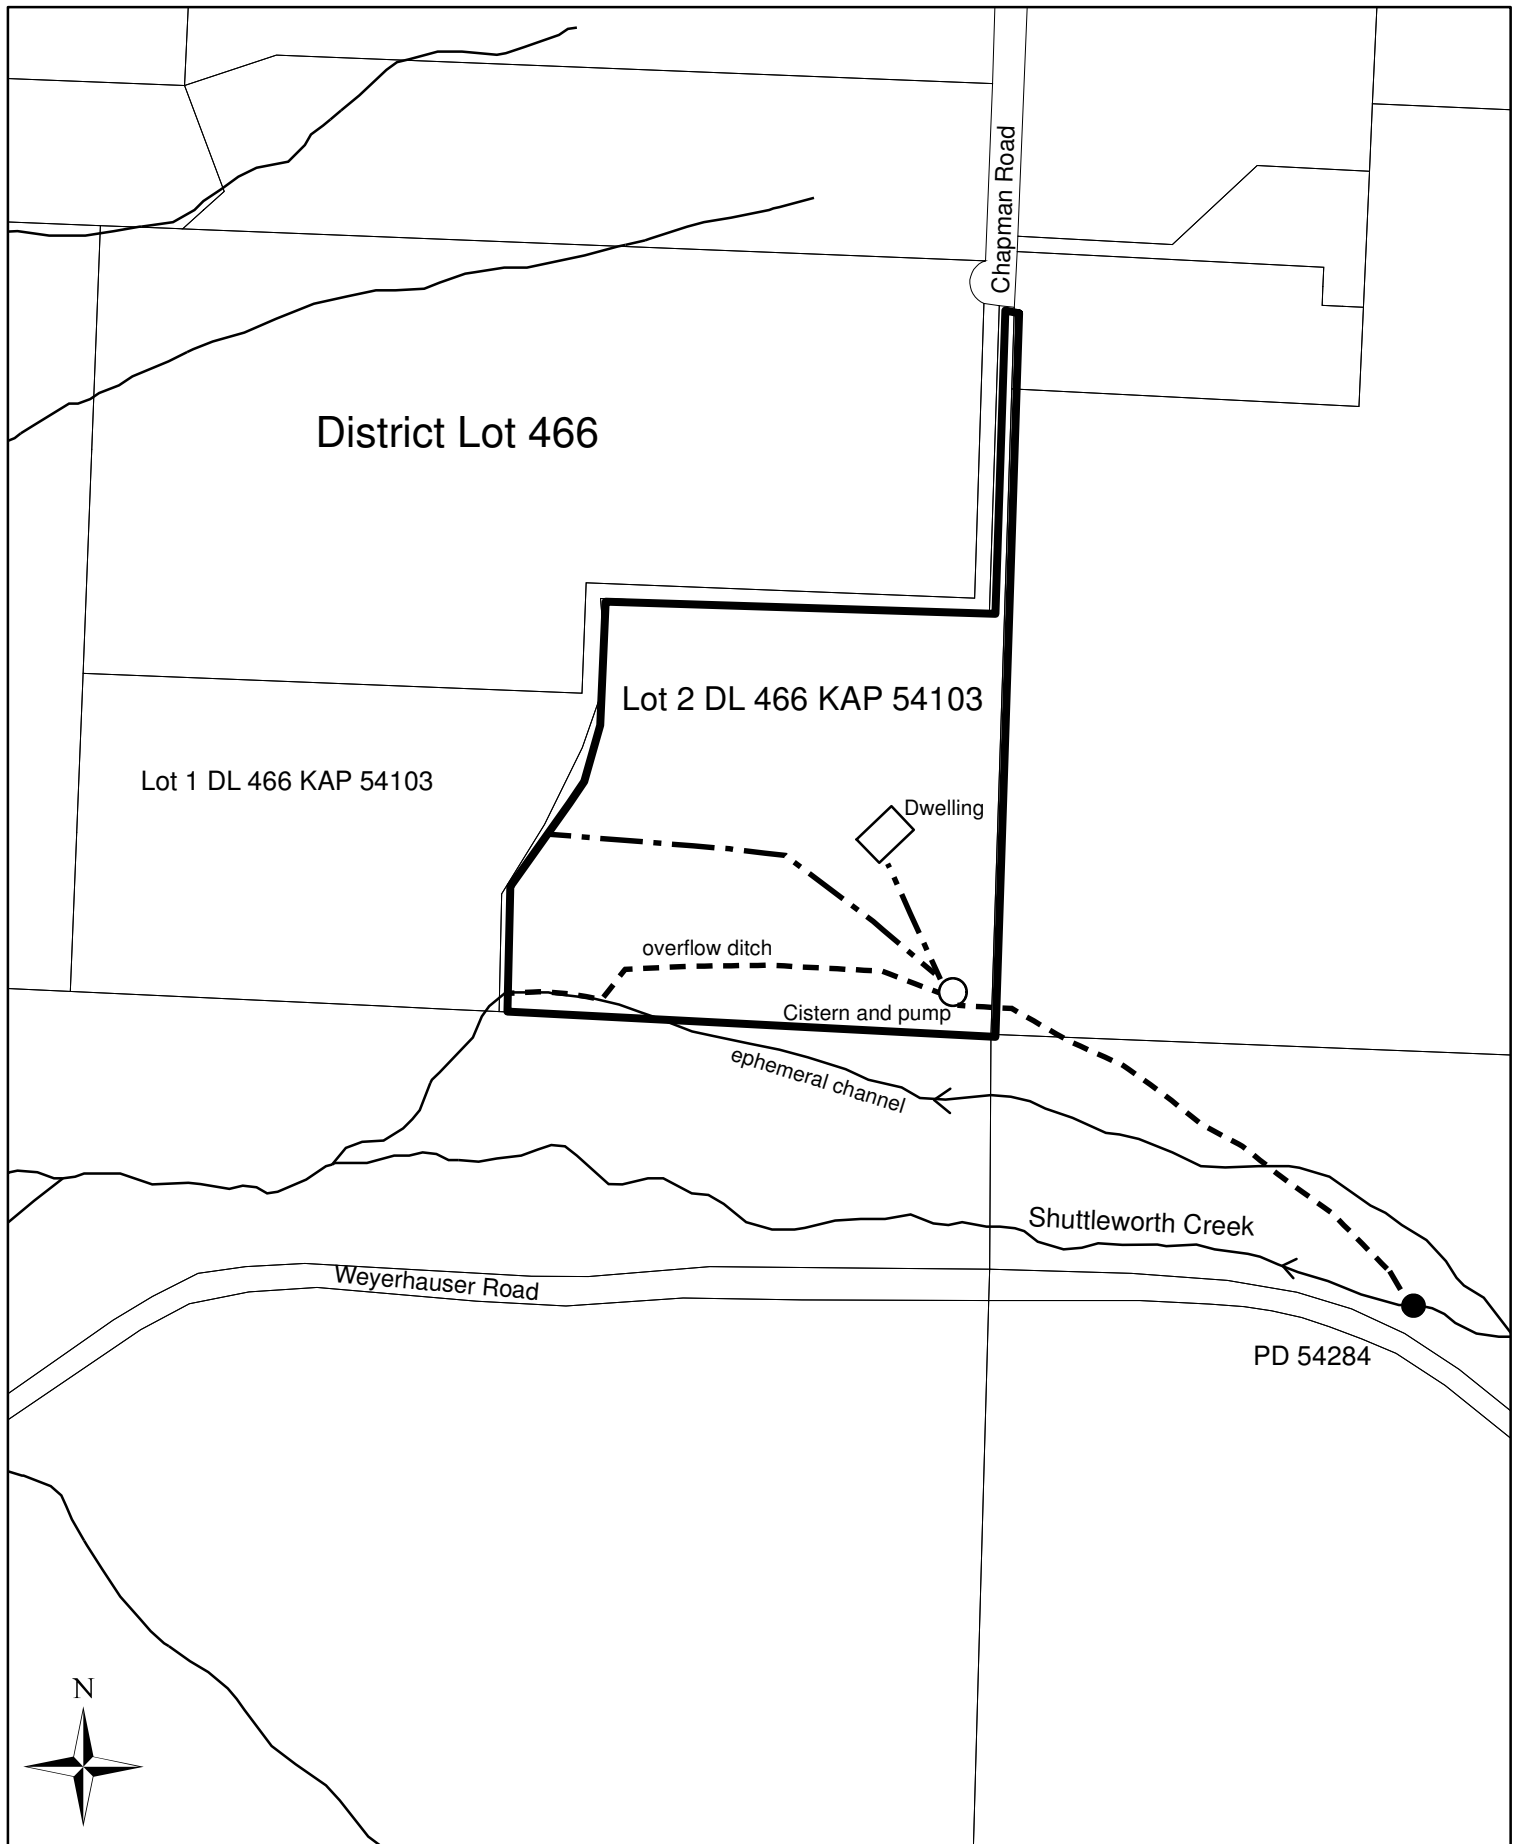 Chapman Road
District Lot 466
Lot 2 DL 466 KAP 54103
Lot 1 DL 466 KAP 54103
Dwelling
overflow ditch
Cistern and pump
ephemeral channel
Shuttleworth Creek
Weyerhauser Road
PD 54284
N